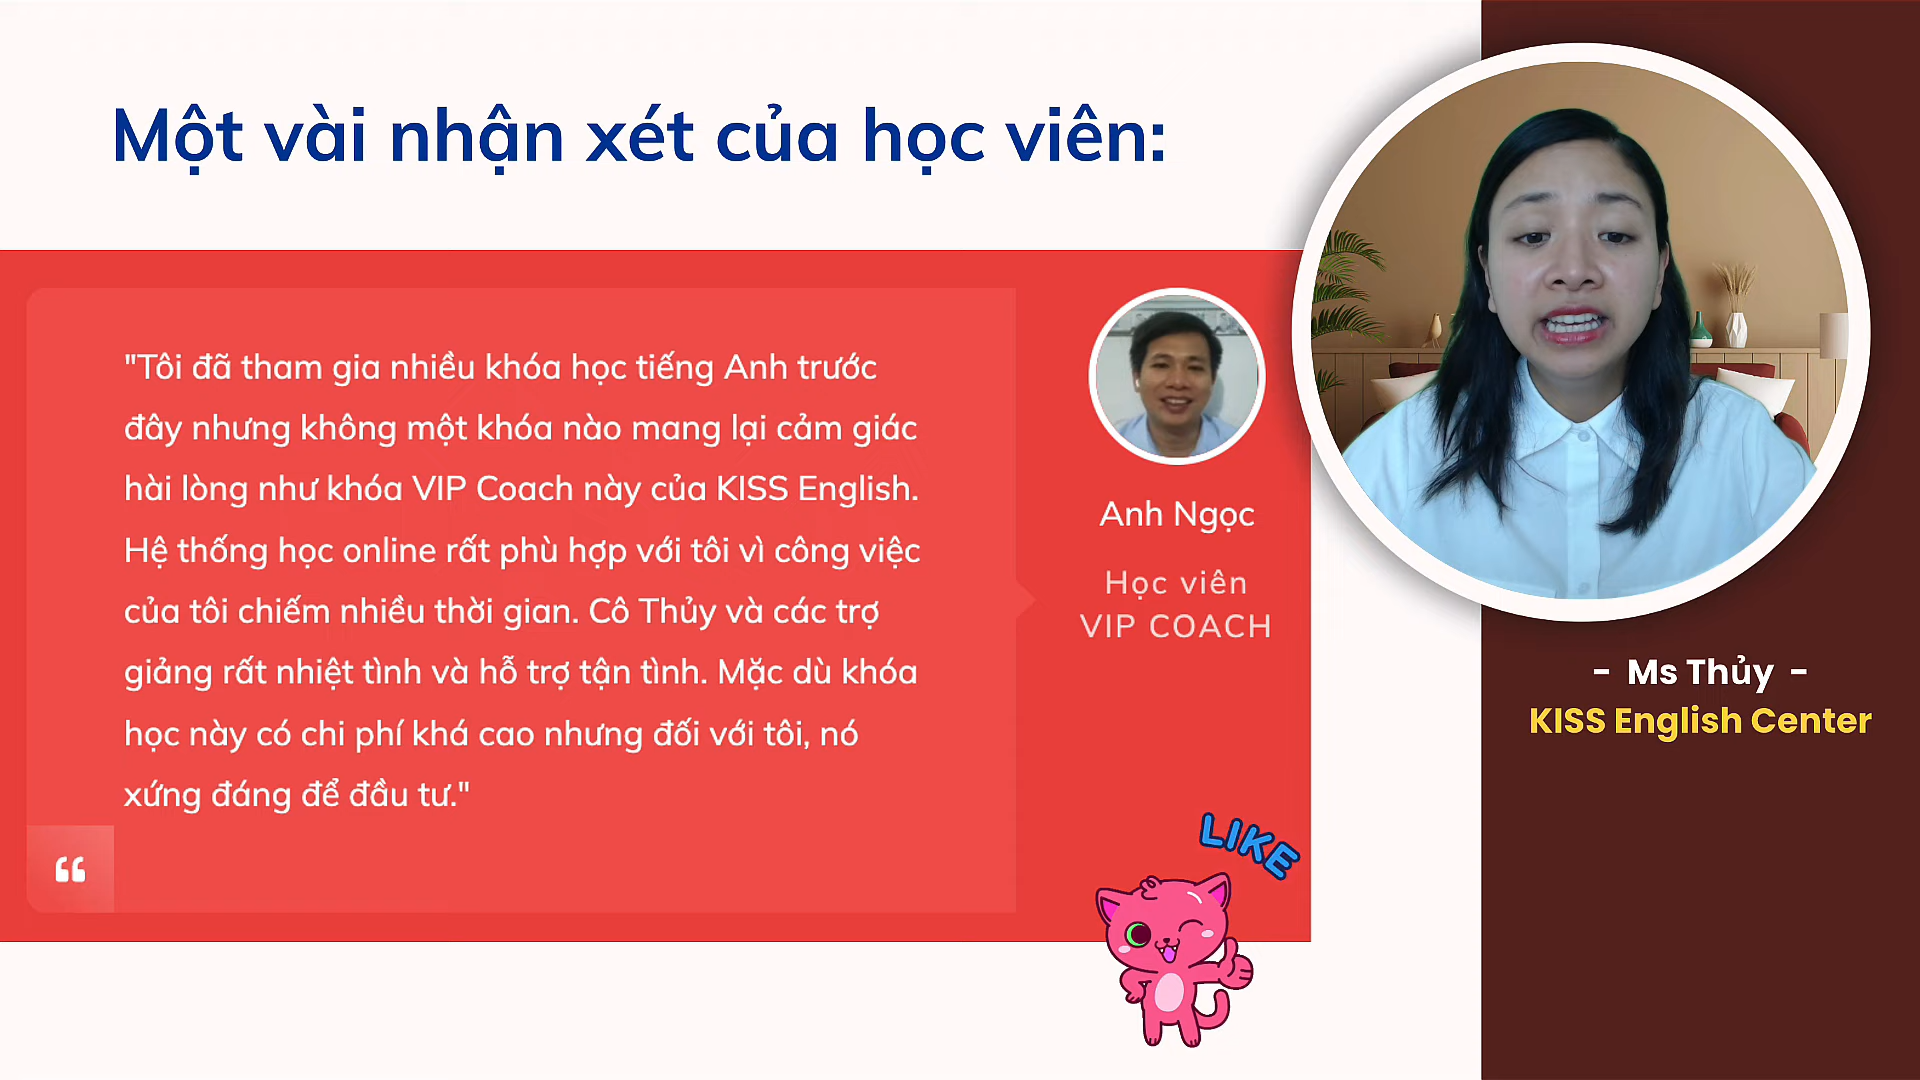 Một vài nhận xét của học viên:
"Tôi đã tham gia nhiều khóa học tiếng Anh trước
đây nhưng không một khóa nào mang lại cảm giác
hài lòng như khóa VIP Coach này của KISS English.
Hệ thống học online rất phù hợp với tôi vì công việc
của tôi chiếm nhiều thời gian. Cô Thủy và các trợ
giảng rất nhiệt tình và hỗ trợ tận tình. Mặc dù khóa
học này có chi phí khá cao nhưng đối với tôi, nó
xứng đáng để đầu tư."
Anh Ngọc
Học viên
VIP COACH
LIKE
- Ms Thủy -
KISS English Center